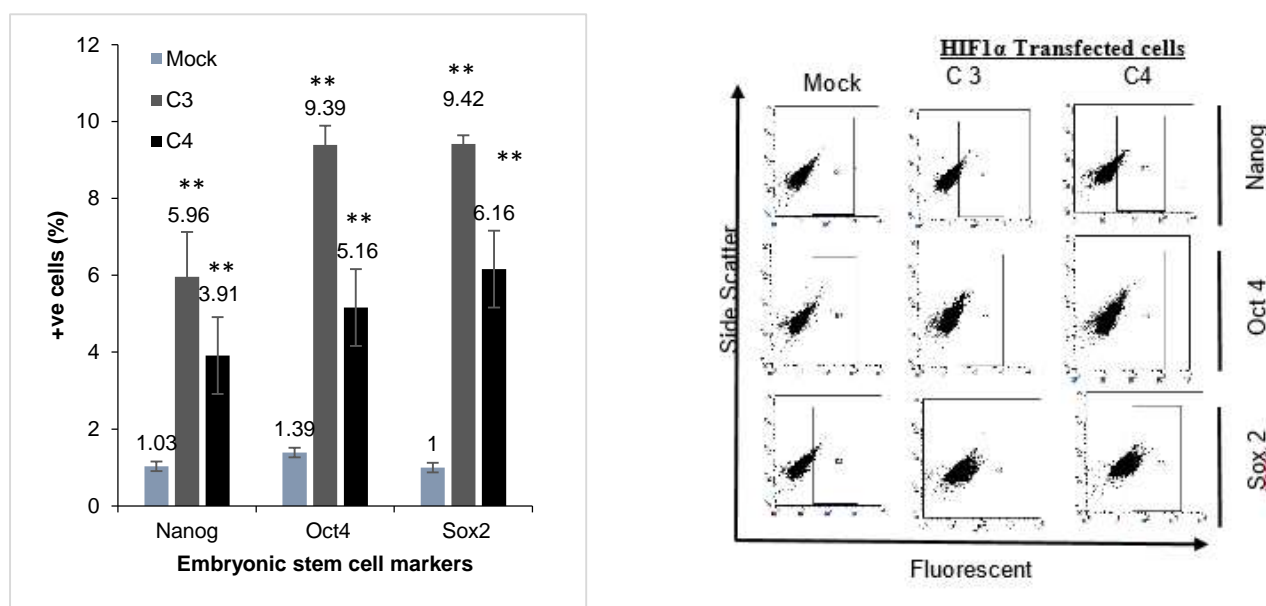 12
10
8
6
4
2
0
+ve cells (%)
Mock
C3
C4
**
5.96
**
3.91
1.03
**
9.39
**
5.16
1.39
**
9.42
**
6.16
1
Nanog Oct4 Sox2
Embryonic stem cell markers
HIF1α Transfected cells
Mock C 3 C4
Nanog
Oct 4
Sox 2
Side Scatter
Fluorescent